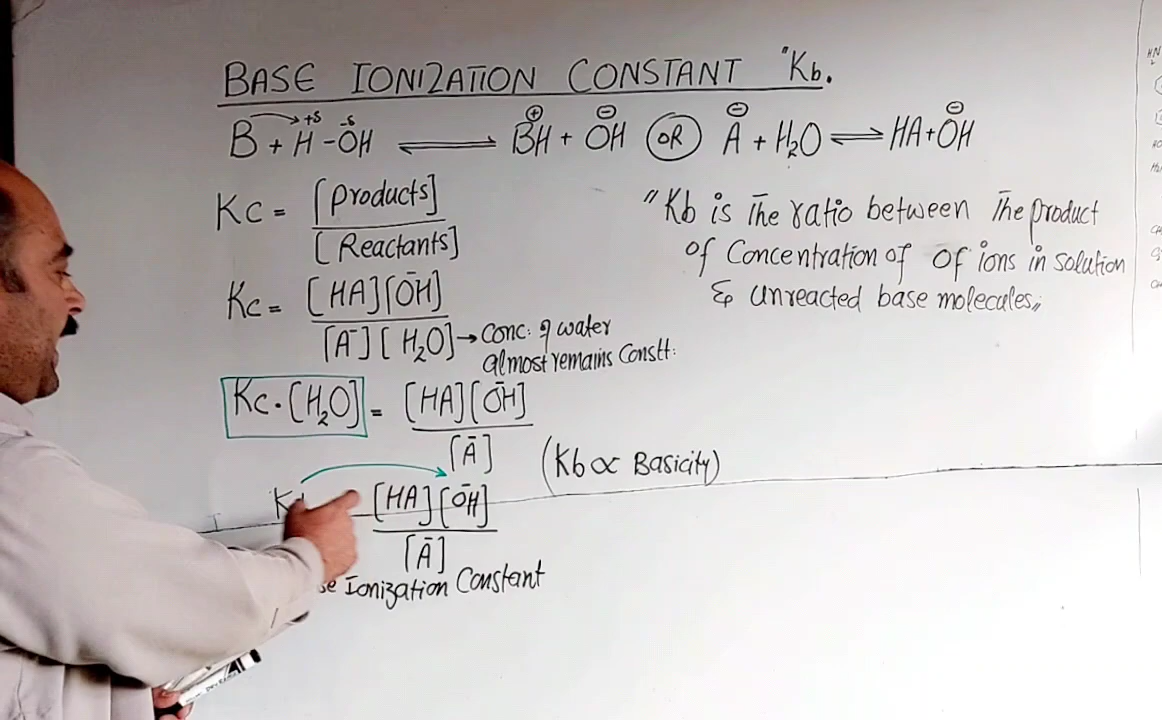 BASE IONIZATION CONSTANT "Kb.
B + H - OH ⇌ BH + OH OR A + H₂O ⇌ HA + OH
+δ -δ ⊕ ⊖ ⊖ ⊖
Kc = [Products]
[Reactants]
Kc = [HA][OH̄]
[A⁻][H₂O] → Conc: of water
almost remains Constt:
Kc·[H₂O] = [HA][OH̄]
[Ā]
(Kb ∝ Basicity)
[HA][OH̄]
[Ā]
Ionization Constant
"Kb is The ratio between The product
of Concentration of of ions in solution
& unreacted base molecules,,